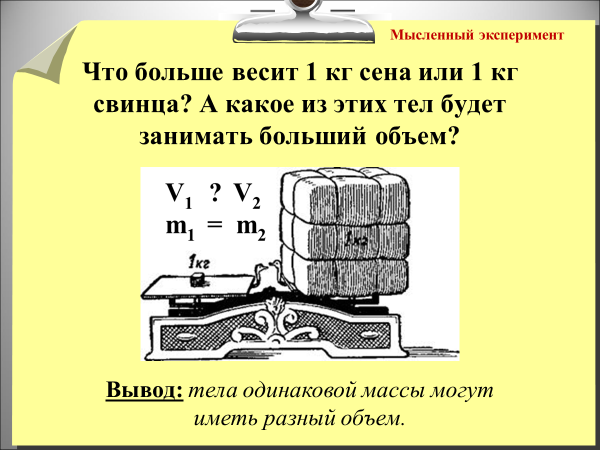 Мысленный эксперимент
Что больше весит 1 кг сена или 1 кг
свинца? А какое из этих тел будет
занимать больший объем?
V₁ ? V₂
m₁ = m₂
1кг
1кг
Вывод: тела одинаковой массы могут
иметь разный объем.